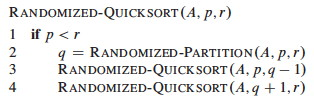 RANDOMIZED-QUICKSORT(A, p, r)
1 if p < r
2 q = RANDOMIZED-PARTITION(A, p, r)
3 RANDOMIZED-QUICKSORT(A, p, q − 1)
4 RANDOMIZED-QUICKSORT(A, q + 1, r)